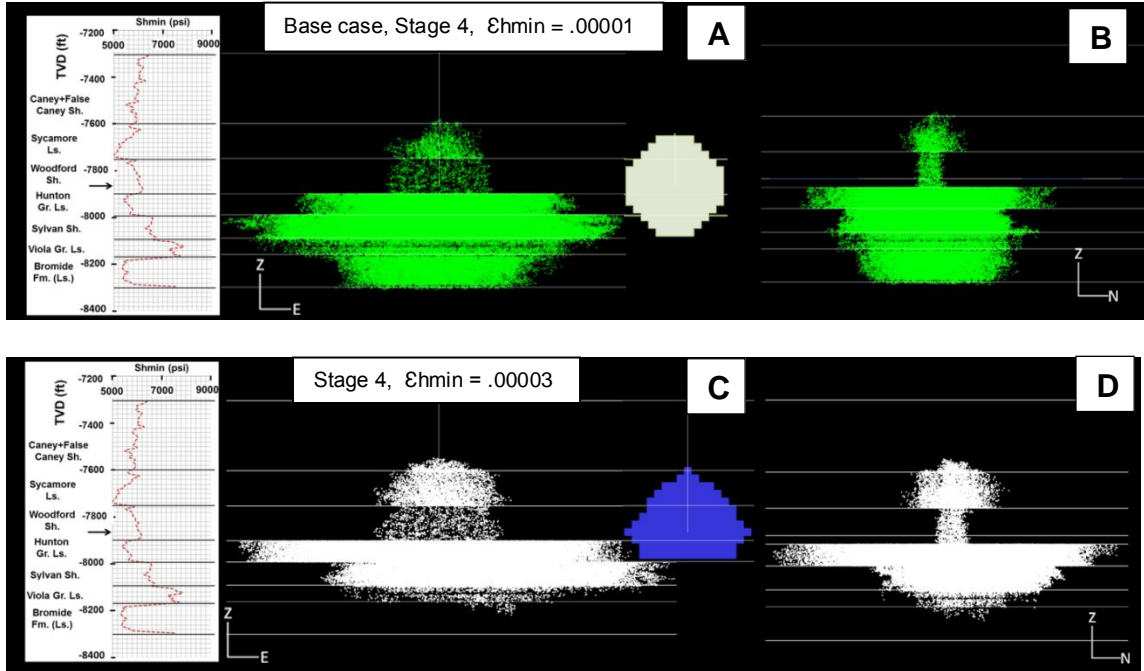 Shmin (psi)
5000 7000 9000
TVD (ft)
-7200
-7400
Caney+False
Caney Sh.
-7600
Sycamore
Ls.
-7800
Woodford
Sh.
Hunton
Gr. Ls.
-8000
Sylvan Sh.
Viola Gr. Ls.
-8200
Bromide
Fm. (Ls.)
-8400
Base case, Stage 4, Ɛhmin = .00001
A
Z
E
B
Z
N
Shmin (psi)
5000 7000 9000
TVD (ft)
-7200
-7400
Caney+False
Caney Sh.
-7600
Sycamore
Ls.
-7800
Woodford
Sh.
Hunton
Gr. Ls.
-8000
Sylvan Sh.
Viola Gr. Ls.
-8200
Bromide
Fm. (Ls.)
-8400
Stage 4, Ɛhmin = .00003
C
Z
E
D
Z
N